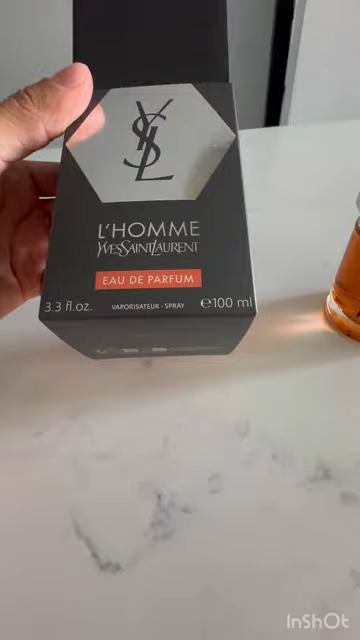 YSL
L'HOMME
YVESSAINTLAURENT
EAU DE PARFUM
3.3 fl.oz. VAPORISATEUR - SPRAY ℮100 ml
InShOt